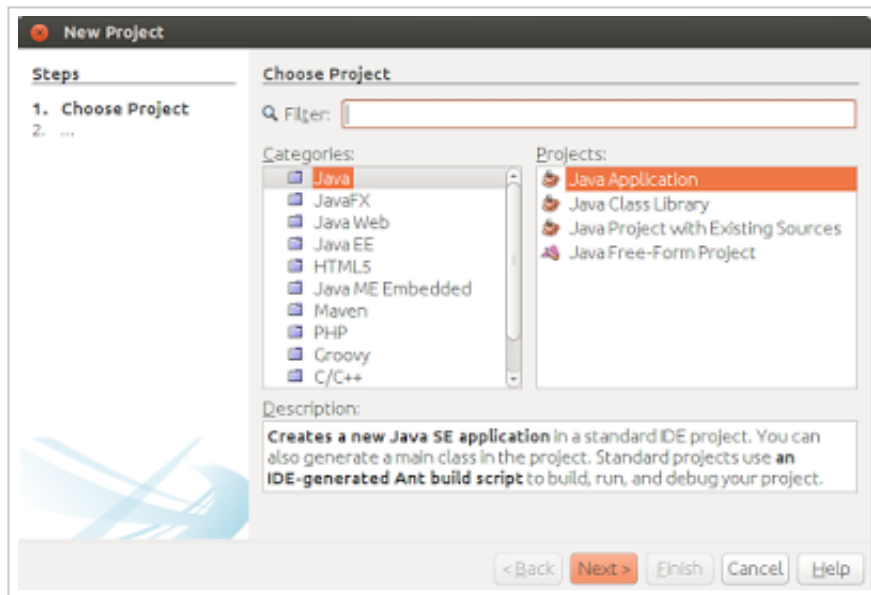 New Project
Steps
1. Choose Project
2. ...
Choose Project
Filter:
Categories:
Java
JavaFX
Java Web
Java EE
HTML5
Java ME Embedded
Maven
PHP
Groovy
C/C++
Projects:
Java Application
Java Class Library
Java Project with Existing Sources
Java Free-Form Project
Description:
Creates a new Java SE application in a standard IDE project. You can
also generate a main class in the project. Standard projects use an
IDE-generated Ant build script to build, run, and debug your project.
< Back
Next >
Finish
Cancel
Help